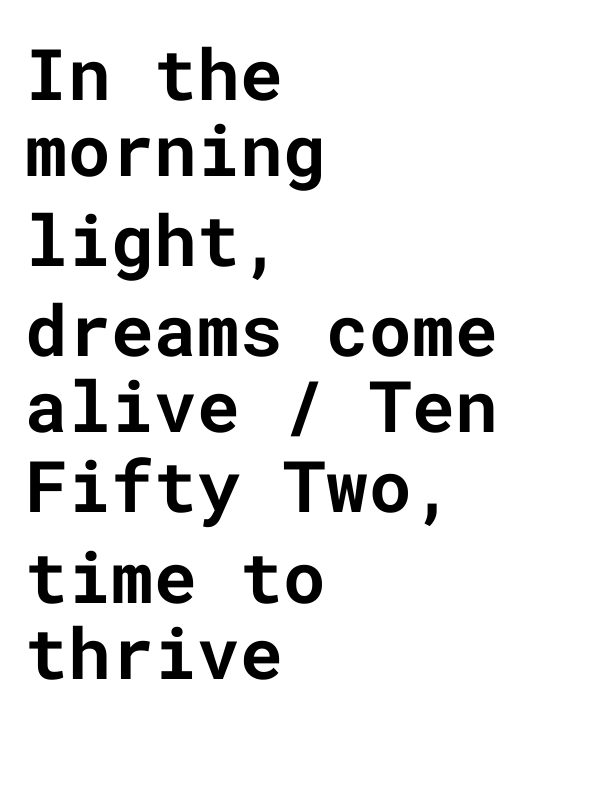 In the
morning
light,
dreams come
alive / Ten
Fifty Two,
time to
thrive